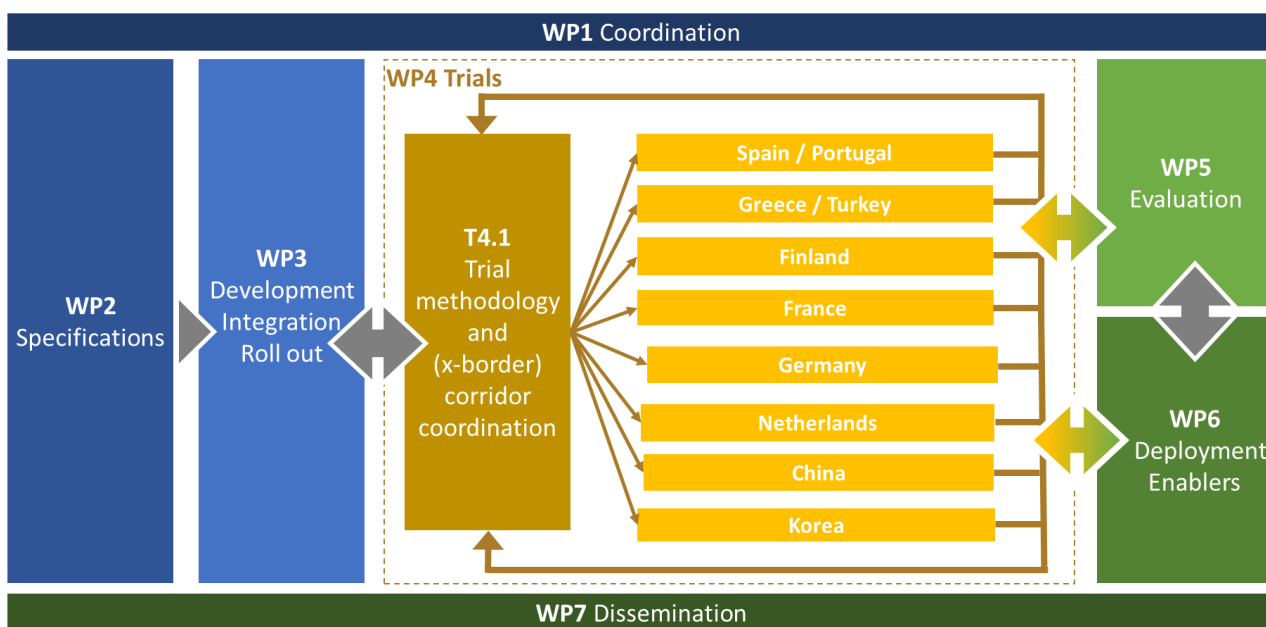 WP1 Coordination
WP2
Specifications
WP3
Development
Integration
Roll out
WP4 Trials
T4.1
Trial
methodology
and
(x-border)
corridor
coordination
Spain / Portugal
Greece / Turkey
Finland
France
Germany
Netherlands
China
Korea
WP5
Evaluation
WP6
Deployment
Enablers
WP7 Dissemination